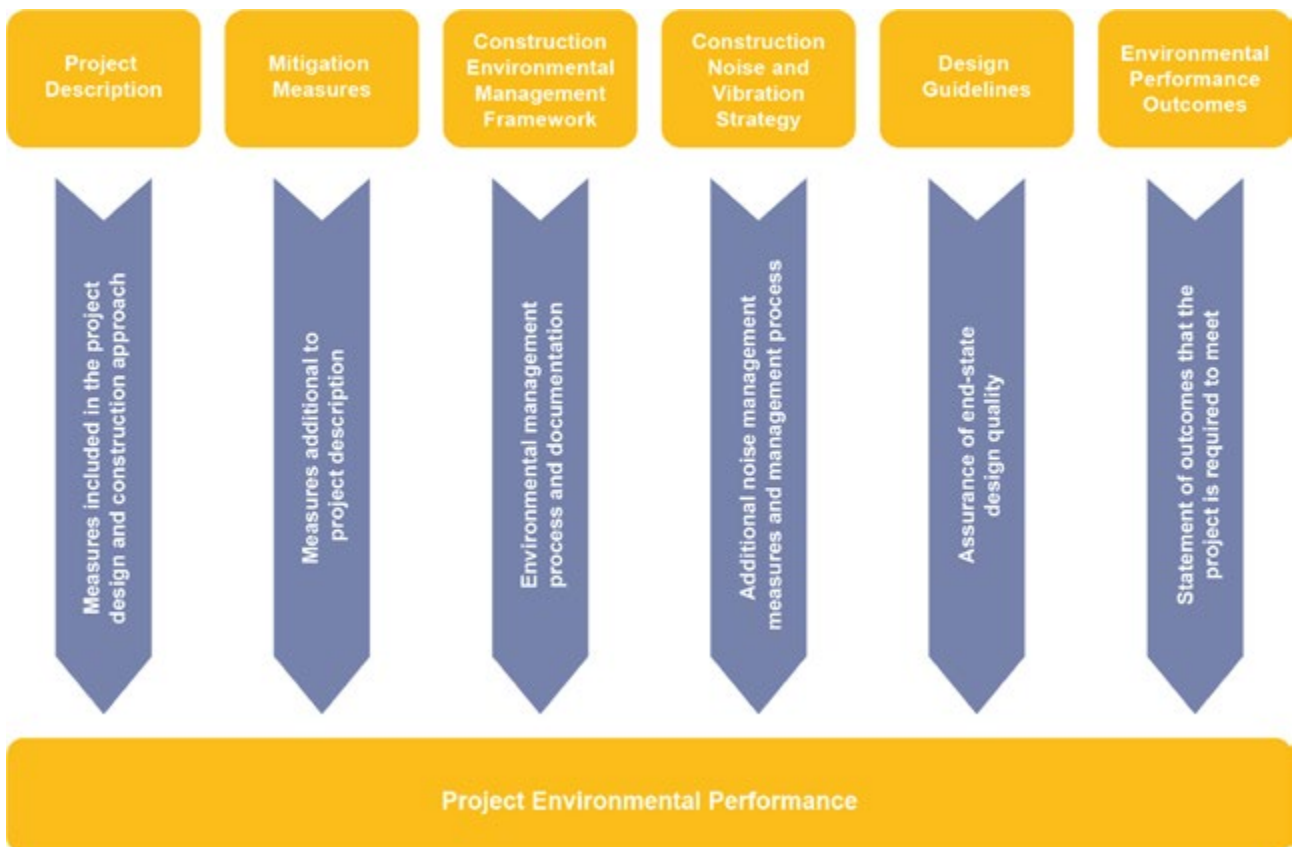 Project
Description
Mitigation
Measures
Construction
Environmental
Management
Framework
Construction
Noise and
Vibration
Strategy
Design
Guidelines
Environmental
Performance
Outcomes
Measures included in the project
design and construction approach
Measures additional to
project description
Environmental management
process and documentation
Additional noise management
measures and management process
Assurance of end-state
design quality
Statement of outcomes that the
project is required to meet
Project Environmental Performance